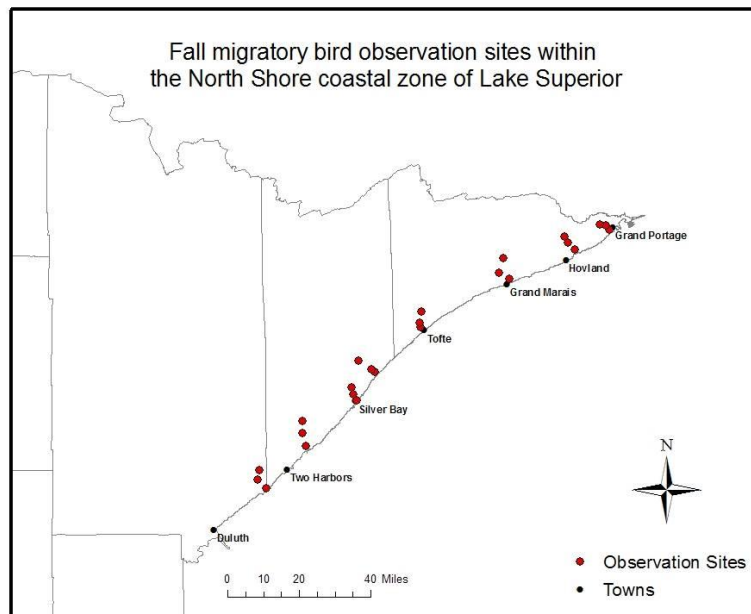 Fall migratory bird observation sites within
the North Shore coastal zone of Lake Superior
Grand Portage
Hovland
Grand Marais
Tofte
Silver Bay
Two Harbors
Duluth
N
Observation Sites
Towns
0 10 20 40 Miles